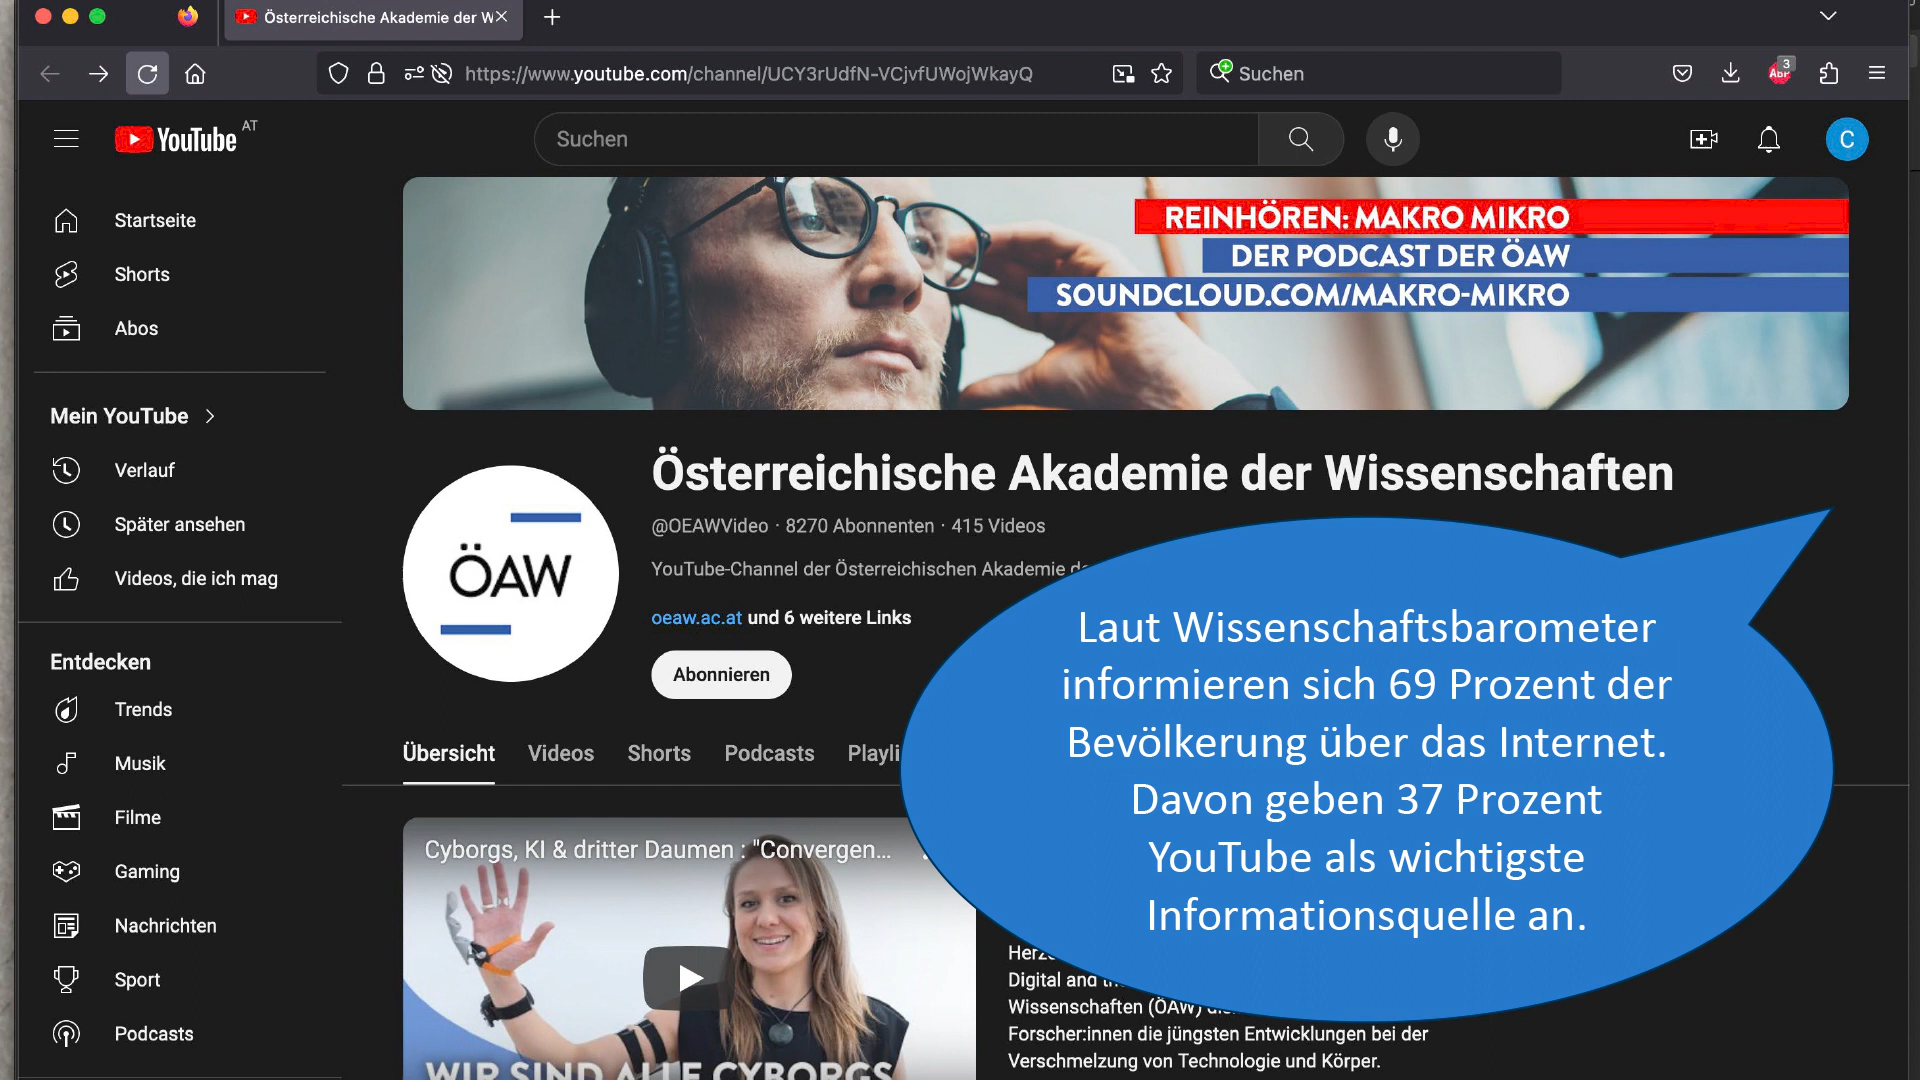 Österreichische Akademie der W
https://www.youtube.com/channel/UCY3rUdfN-VCjvfUWojWkayQ
Suchen
3
ABP
YouTube AT
Suchen
C
Startseite
Shorts
Abos
Mein YouTube
Verlauf
Später ansehen
Videos, die ich mag
Entdecken
Trends
Musik
Filme
Gaming
Nachrichten
Sport
Podcasts
REINHÖREN: MAKRO MIKRO
DER PODCAST DER ÖAW
SOUNDCLOUD.COM/MAKRO-MIKRO
ÖAW
Österreichische Akademie der Wissenschaften
@OEAWVideo · 8270 Abonnenten · 415 Videos
YouTube-Channel der Österreichischen Akademie
oeaw.ac.at und 6 weitere Links
Abonnieren
Übersicht Videos Shorts Podcasts Playli
Cyborgs, KI & dritter Daumen : "Convergen...
WIR SIND ALLE CYBORGS
Laut Wissenschaftsbarometer
informieren sich 69 Prozent der
Bevölkerung über das Internet.
Davon geben 37 Prozent
YouTube als wichtigste
Informationsquelle an.
Digital and
Wissenschaften (ÖAW)
Forscher:innen die jüngsten Entwicklungen bei der
Verschmelzung von Technologie und Körper.